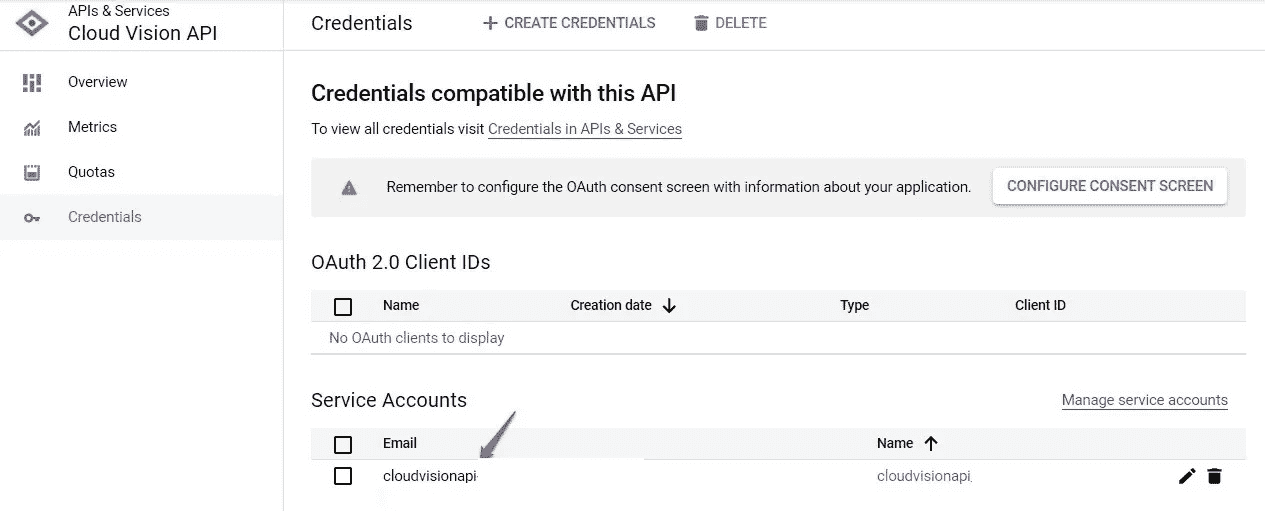 APIs & Services
Cloud Vision API
Credentials
CREATE CREDENTIALS
DELETE
Overview
Metrics
Quotas
Credentials
Credentials compatible with this API
To view all credentials visit Credentials in APIs & Services
Remember to configure the OAuth consent screen with information about your application.
CONFIGURE CONSENT SCREEN
OAuth 2.0 Client IDs
Name Creation date Type Client ID
No OAuth clients to display
Service Accounts
Manage service accounts
Email Name
cloudvisionapi cloudvisionapi